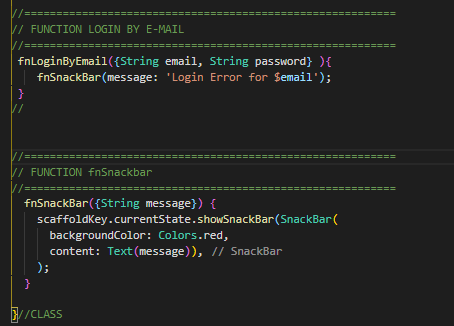 //==========================================================
// FUNCTION LOGIN BY E-MAIL
//==========================================================
fnLoginByEmail({String email, String password} ){
fnSnackBar(message: 'Login Error for $email');
}
//
//==========================================================
// FUNCTION fnSnackbar
//==========================================================
fnSnackBar({String message}) {
scaffoldKey.currentState.showSnackBar(SnackBar(
backgroundColor: Colors.red,
content: Text(message)), // SnackBar
);
}
}//CLASS